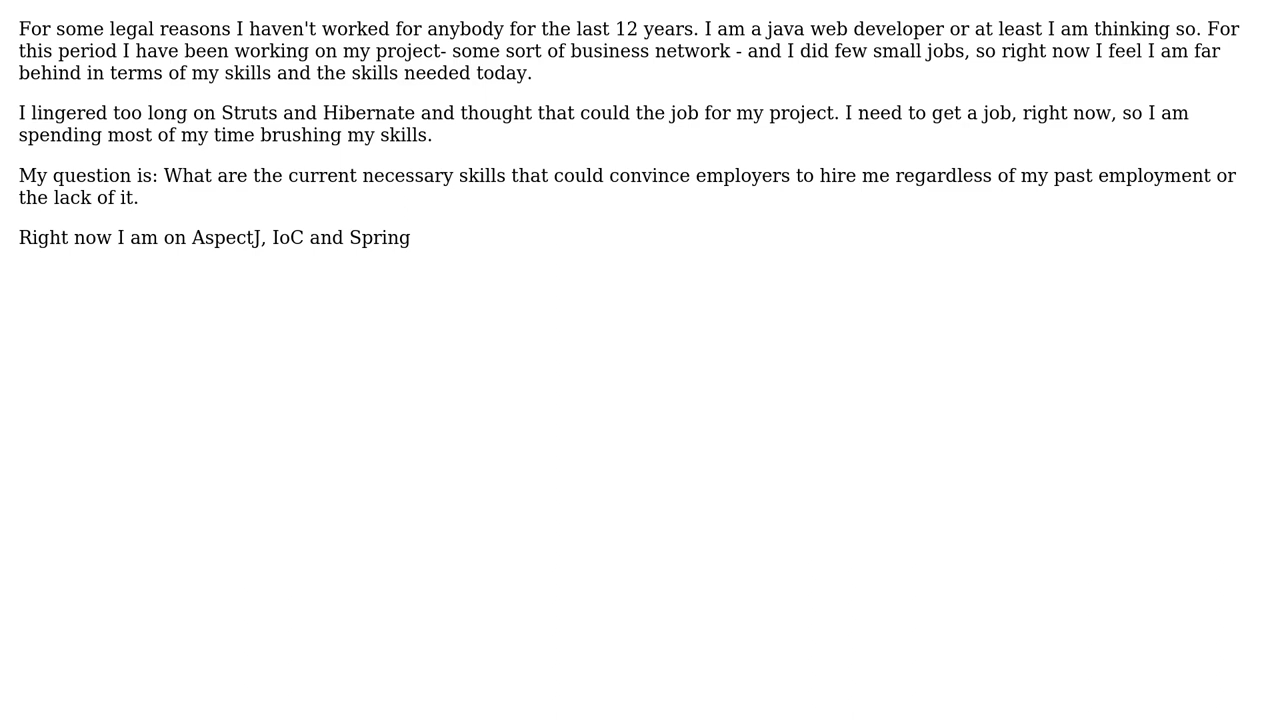 For some legal reasons I haven't worked for anybody for the last 12 years. I am a java web developer or at least I am thinking so. For
this period I have been working on my project- some sort of business network - and I did few small jobs, so right now I feel I am far
behind in terms of my skills and the skills needed today.
I lingered too long on Struts and Hibernate and thought that could the job for my project. I need to get a job, right now, so I am
spending most of my time brushing my skills.
My question is: What are the current necessary skills that could convince employers to hire me regardless of my past employment or
the lack of it.
Right now I am on AspectJ, IoC and Spring